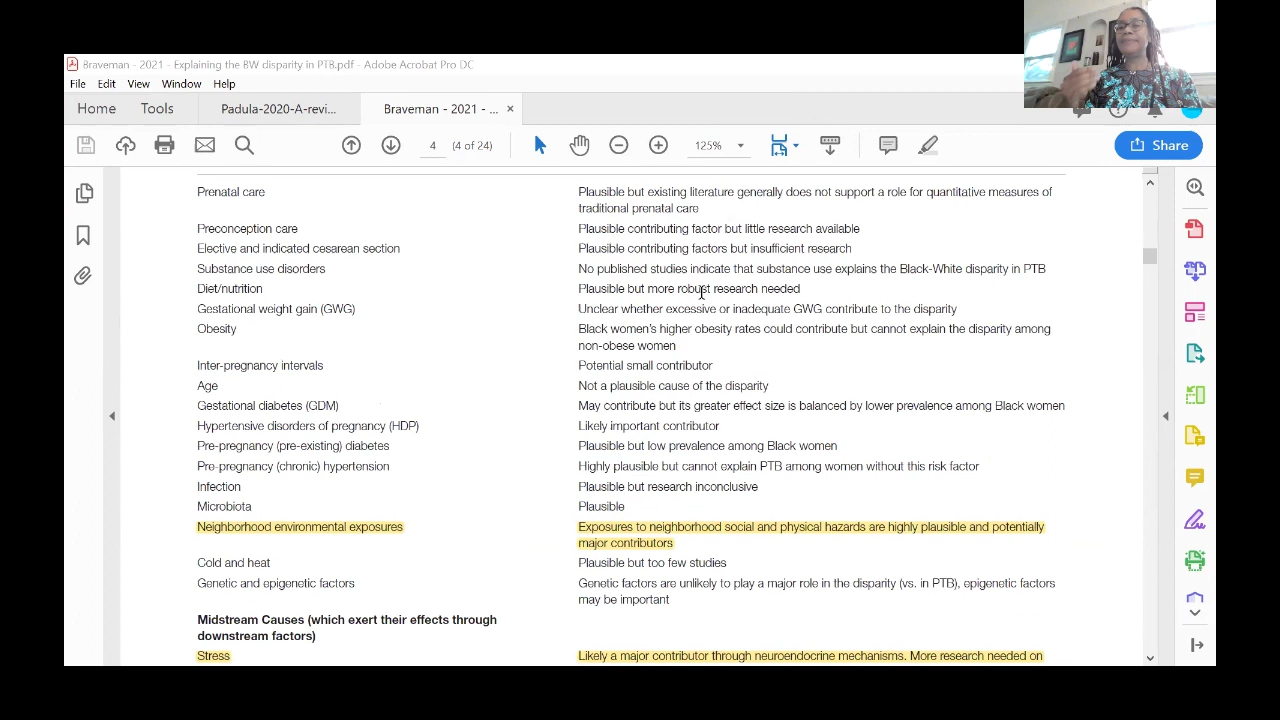 Braveman - 2021 - Explaining the BW disparity in PTB.pdf - Adobe Acrobat Pro DC
File Edit View Window Help
Home Tools Padula-2020-A-revi... Braveman - 2021 - ... ×
4 (4 of 24) 125% Share
Prenatal care Plausible but existing literature generally does not support a role for quantitative measures of
traditional prenatal care
Preconception care Plausible contributing factor but little research available
Elective and indicated cesarean section Plausible contributing factors but insufficient research
Substance use disorders No published studies indicate that substance use explains the Black-White disparity in PTB
Diet/nutrition Plausible but more robust research needed
Gestational weight gain (GWG) Unclear whether excessive or inadequate GWG contribute to the disparity
Obesity Black women's higher obesity rates could contribute but cannot explain the disparity among
non-obese women
Inter-pregnancy intervals Potential small contributor
Age Not a plausible cause of the disparity
Gestational diabetes (GDM) May contribute but its greater effect size is balanced by lower prevalence among Black women
Hypertensive disorders of pregnancy (HDP) Likely important contributor
Pre-pregnancy (pre-existing) diabetes Plausible but low prevalence among Black women
Pre-pregnancy (chronic) hypertension Highly plausible but cannot explain PTB among women without this risk factor
Infection Plausible but research inconclusive
Microbiota Plausible
Neighborhood environmental exposures Exposures to neighborhood social and physical hazards are highly plausible and potentially
major contributors
Cold and heat Plausible but too few studies
Genetic and epigenetic factors Genetic factors are unlikely to play a major role in the disparity (vs. in PTB), epigenetic factors
may be important
Midstream Causes (which exert their effects through
downstream factors)
Stress Likely a major contributor through neuroendocrine mechanisms. More research needed on